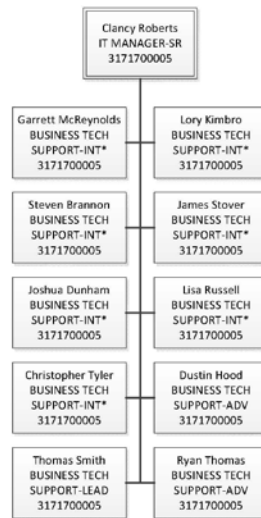 Clancy Roberts
IT MANAGER-SR
3171700005
Garrett McReynolds
BUSINESS TECH
SUPPORT-INT*
3171700005
Lory Kimbro
BUSINESS TECH
SUPPORT-INT*
3171700005
Steven Brannon
BUSINESS TECH
SUPPORT-INT*
3171700005
James Stover
BUSINESS TECH
SUPPORT-INT*
3171700005
Joshua Dunham
BUSINESS TECH
SUPPORT-INT*
3171700005
Lisa Russell
BUSINESS TECH
SUPPORT-INT*
3171700005
Christopher Tyler
BUSINESS TECH
SUPPORT-INT*
3171700005
Dustin Hood
BUSINESS TECH
SUPPORT-ADV
3171700005
Thomas Smith
BUSINESS TECH
SUPPORT-LEAD
3171700005
Ryan Thomas
BUSINESS TECH
SUPPORT-ADV
3171700005